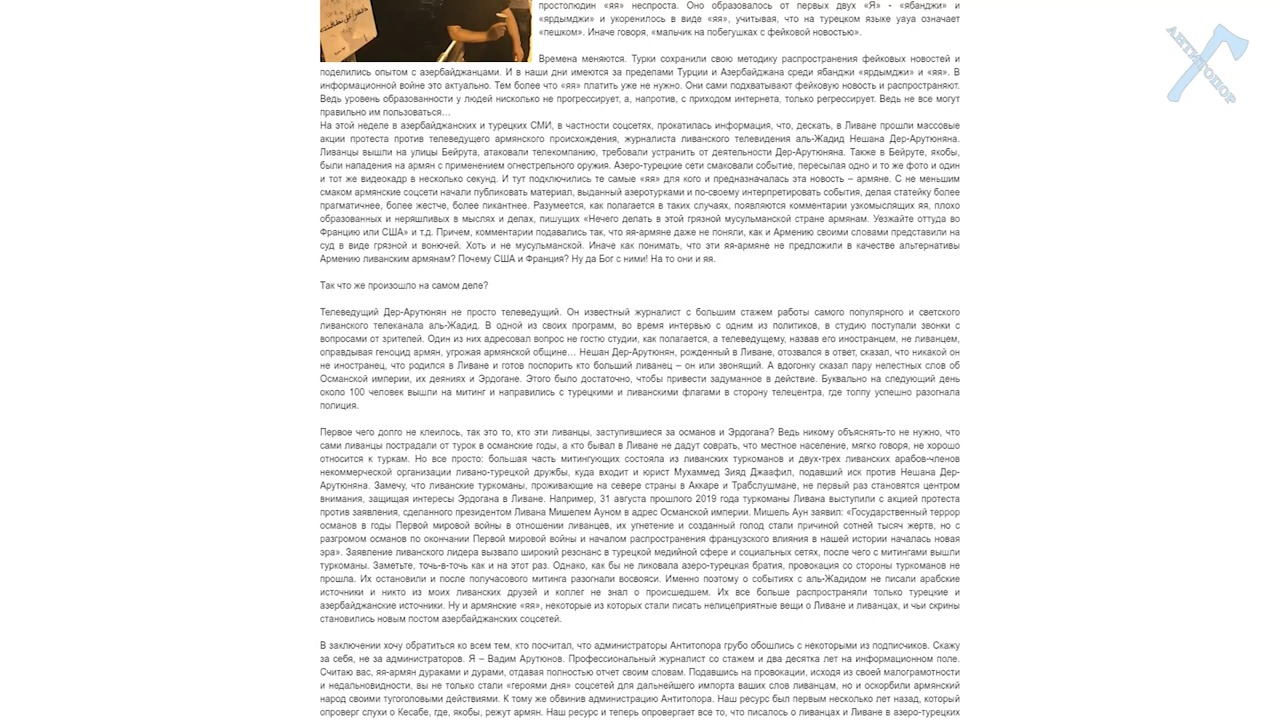 простолюдин «яя» неспроста. Оно образовалось от первых двух «Я» - «ябанджи» и
«ярдымджи» и укоренилось в виде «яя», учитывая, что на турецком языке yaya означает
«пешком». Иначе говоря, «мальчик на побегушках с фейковой новостью».
Времена меняются. Турки сохранили свою методику распространения фейковых новостей и
поделились опытом с азербайджанцами. И в наши дни имеются за пределами Турции и Азербайджана среди ябанджи «ярдымджи» и «яя». В
информационной войне это актуально. Тем более что «яя» платить уже не нужно. Они сами подхватывают фейковую новость и распространяют.
Ведь уровень образованности у людей нисколько не прогрессирует, а, напротив, с приходом интернета, только регрессирует. Ведь не все могут
правильно им пользоваться…
На этой неделе в азербайджанских и турецких СМИ, в частности соцсетях, прокатилась информация, что, дескать, в Ливане прошли массовые
акции протеста против телеведущего армянского происхождения, журналиста ливанского телевидения аль-Жадид Нешана Дер-Арутюняна.
Ливанцы вышли на улицы Бейрута, атаковали телекомпанию, требовали устранить от деятельности Дер-Арутюняна. Также в Бейруте, якобы,
были нападения на армян с применением огнестрельного оружия. Азеро-турецкие сети смаковали событие, пересылая одно и то же фото и один
и тот же видеокадр в несколько секунд. И тут подключились те самые «яя» для кого и предназначалась эта новость – армяне. С не меньшим
смаком армянские соцсети начали публиковать материал, выданный азеротурками и по-своему интерпретировать события, делая статейку более
прагматичнее, более жестче, более пикантнее. Разумеется, как полагается в таких случаях, появляются комментарии узкомыслящих яя, плохо
образованных и неряшливых в мыслях и делах, пишущих «Нечего делать в этой грязной мусульманской стране армянам. Уезжайте оттуда во
Францию или США» и т.д. Причем, комментарии подавались так, что яя-армяне даже не поняли, как и Армению своими словами представили на
суд в виде грязной и вонючей. Хоть и не мусульманской. Иначе как понимать, что эти яя-армяне не предложили в качестве альтернативы
Армению ливанским армянам? Почему США и Франция? Ну да Бог с ними! На то они и яя.
Так что же произошло на самом деле?
Телеведущий Дер-Арутюнян не просто телеведущий. Он известный журналист с большим стажем работы самого популярного и светского
ливанского телеканала аль-Жадид. В одной из своих программ, во время интервью с одним из политиков, в студию поступали звонки с
вопросами от зрителей. Один из них адресовал вопрос не гостю студии, как полагается, а телеведущему, назвав его иностранцем, не ливанцем,
оправдывая геноцид армян, угрожая армянской общине… Нешан Дер-Арутюнян, рожденный в Ливане, отозвался в ответ, сказал, что никакой он
не иностранец, что родился в Ливане и готов поспорить кто больший ливанец – он или звонящий. А вдогонку сказал пару нелестных слов об
Османской империи, их деяниях и Эрдогане. Этого было достаточно, чтобы привести задуманное в действие. Буквально на следующий день
около 100 человек вышли на митинг и направились с турецкими и ливанскими флагами в сторону телецентра, где толпу успешно разогнала
полиция.
Первое чего долго не клеилось, так это то, кто эти ливанцы, заступившиеся за османов и Эрдогана? Ведь никому объяснять-то не нужно, что
сами ливанцы пострадали от турок в османские годы, а кто бывал в Ливане не дадут соврать, что местное население, мягко говоря, не хорошо
относится к туркам. Но все просто: большая часть митингующих состояла из ливанских туркоманов и двух-трех ливанских арабов-членов
некоммерческой организации ливано-турецкой дружбы, куда входит и юрист Мухаммед Зияд Джаафил, подавший иск против Нешана Дер-
Арутюняна. Замечу, что ливанские туркоманы, проживающие на севере страны в Аккаре и Трабслушмане, не первый раз становятся центром
внимания, защищая интересы Эрдогана в Ливане. Например, 31 августа прошлого 2019 года туркоманы Ливана выступили с акцией протеста
против заявления, сделанного президентом Ливана Мишелем Ауном в адрес Османской империи. Мишель Аун заявил: «Государственный террор
османов в годы Первой мировой войны в отношении ливанцев, их угнетение и созданный голод стали причиной сотней тысяч жертв, но с
разгромом османов по окончании Первой мировой войны и началом распространения французского влияния в нашей истории началась новая
эра». Заявление ливанского лидера вызвало широкий резонанс в турецкой медийной сфере и социальных сетях, после чего с митингами вышли
туркоманы. Заметьте, точь-в-точь как и на этот раз. Однако, как бы не ликовала азеро-турецкая братия, провокация со стороны туркоманов не
прошла. Их остановили и после получасового митинга разогнали восвояси. Именно поэтому о событиях с аль-Жадидом не писали арабские
источники и никто из моих ливанских друзей и коллег не знал о происшедшем. Их все больше распространяли только турецкие и
азербайджанские источники. Ну и армянские «яя», некоторые из которых стали писать нелицеприятные вещи о Ливане и ливанцах, и чьи скрины
становились новым постом азербайджанских соцсетей.
В заключении хочу обратиться ко всем тем, кто посчитал, что администраторы Антитопора грубо обошлись с некоторыми из подписчиков. Скажу
за себя, не за администраторов. Я – Вадим Арутюнов. Профессиональный журналист со стажем и два десятка лет на информационном поле.
Считаю вас, яя-армян дураками и дурами, отдавая полностью отчет своим словам. Подавшись на провокации, исходя из своей малограмотности
и недальновидности, вы не только стали «героями дня» соцсетей для дальнейшего импорта ваших слов ливанцам, но и оскорбили армянский
народ своими тугологовыми действиями. К тому же обвинив администрацию Антитопора. Наш ресурс был первым несколько лет назад, который
опроверг слухи о Кесабе, где, якобы, режут армян. Наш ресурс и теперь опровергает все то, что писалось о ливанцах и Ливане в азеро-турецких
АНТИТОПОР